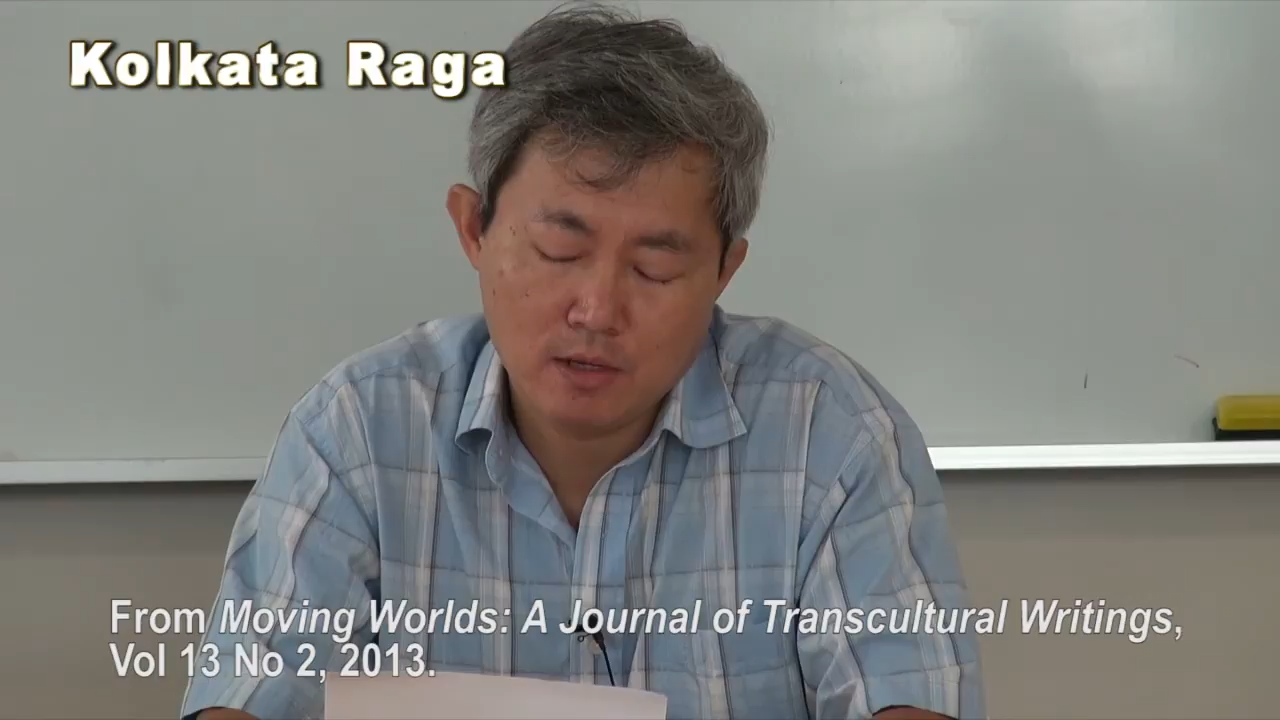 Kolkata Raga
From Moving Worlds: A Journal of Transcultural Writings,
Vol 13 No 2, 2013.